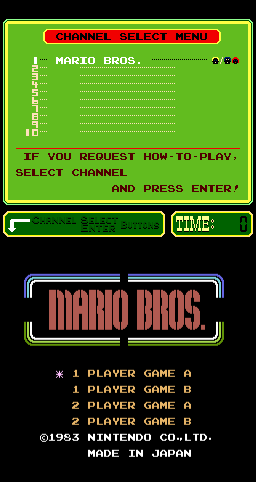 CHANNEL SELECT MENU
1 MARIO BROS.
2
3
4
5
6
7
8
9
10
IF YOU REQUEST HOW-TO-PLAY,
SELECT CHANNEL
AND PRESS ENTER!
CHANNEL SELECT
ENTER BUTTONS
TIME: 0
MARIO BROS.
* 1 PLAYER GAME A
1 PLAYER GAME B
2 PLAYER GAME A
2 PLAYER GAME B
©1983 NINTENDO CO.,LTD.
MADE IN JAPAN